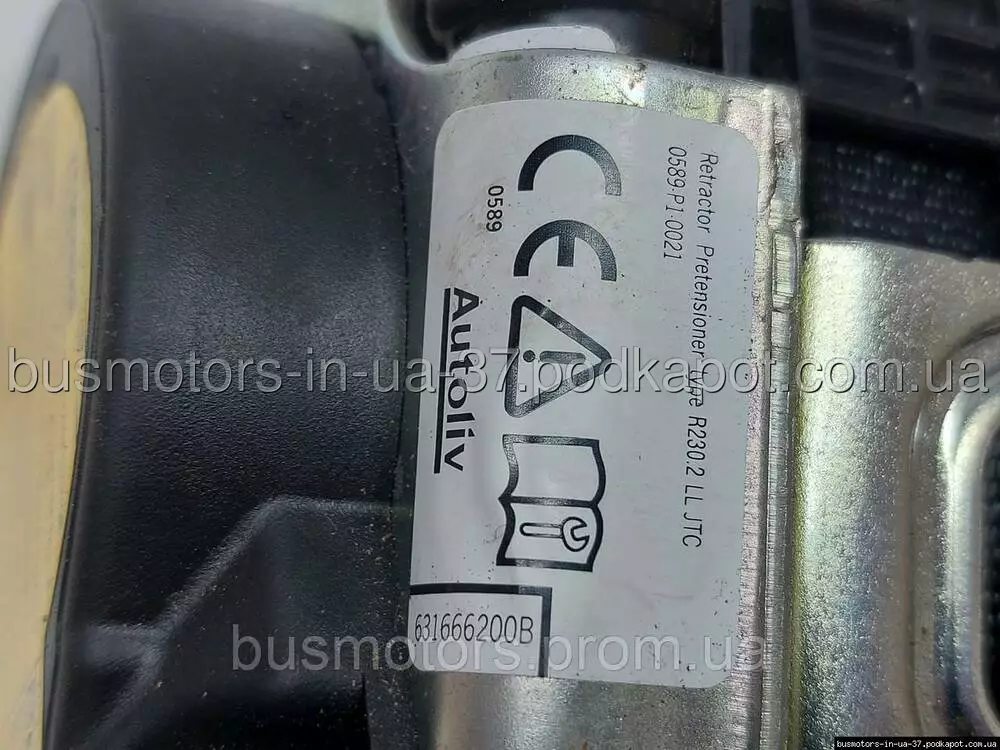 Retractor Pretensioner type R230.2 LL JTC
0589-P1-0021
CE
0589
Autoliv
631666200B
busmotors-in-ua-37.podkapot.com.ua
busmotors.prom.ua
busmotors-in-ua-37.podkapot.com.ua